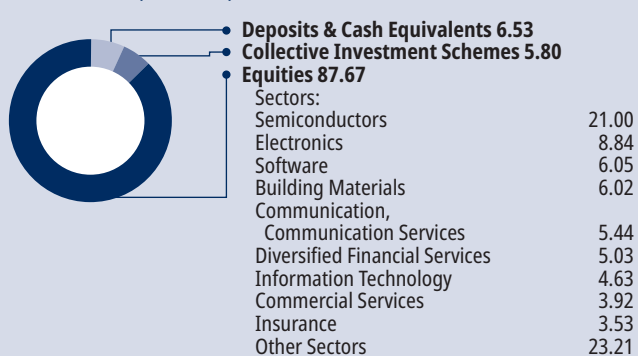 Deposits & Cash Equivalents 6.53
Collective Investment Schemes 5.80
Equities 87.67
Sectors:
Semiconductors 21.00
Electronics 8.84
Software 6.05
Building Materials 6.02
Communication,
Communication Services 5.44
Diversified Financial Services 5.03
Information Technology 4.63
Commercial Services 3.92
Insurance 3.53
Other Sectors 23.21